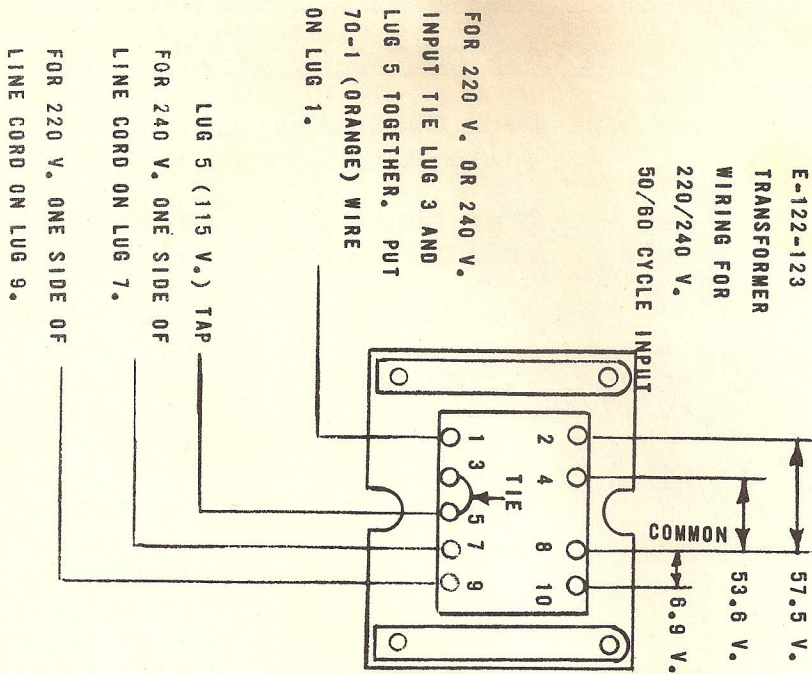 E-122-123
TRANSFORMER
WIRING FOR
220/240 V.
50/60 CYCLE INPUT
57.5 V.
53.6 V.
6.9 V.
COMMON
2
4
8
10
TIE
1
3
5
7
9
FOR 220 V. OR 240 V.
INPUT TIE LUG 3 AND
LUG 5 TOGETHER. PUT
70-1 (ORANGE) WIRE
ON LUG 1.
LUG 5 (115 V.) TAP
FOR 240 V. ONE SIDE OF
LINE CORD ON LUG 7.
FOR 220 V. ONE SIDE OF
LINE CORD ON LUG 9.